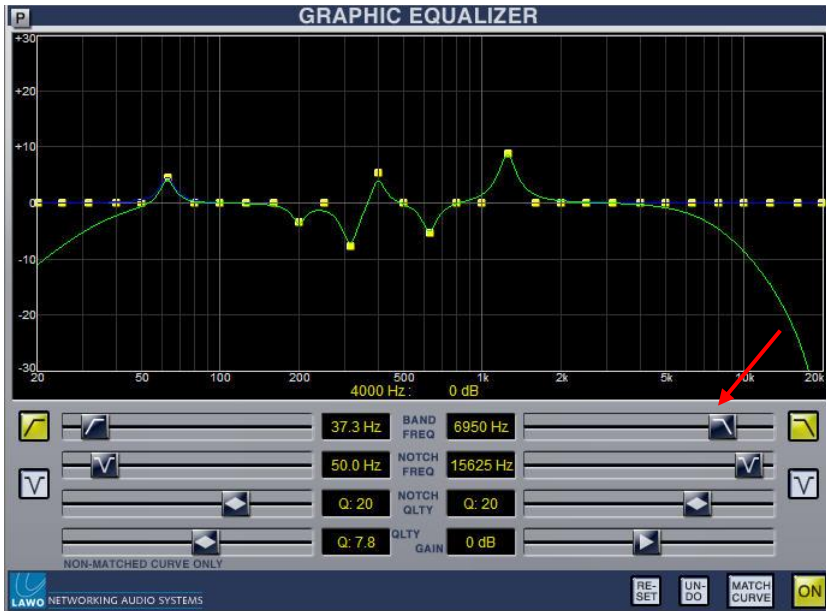 P
GRAPHIC EQUALIZER
+30
+20
+10
0
-10
-20
-30
20 50 100 200 500 1k 2k 5k 10k 20k
4000 Hz : 0 dB
37.3 Hz BAND FREQ 6950 Hz
50.0 Hz NOTCH FREQ 15625 Hz
Q: 20 NOTCH QLTY Q: 20
Q: 7.8 QLTY GAIN 0 dB
NON-MATCHED CURVE ONLY
LAWO NETWORKING AUDIO SYSTEMS
RE-
SET
UN-
DO
MATCH
CURVE
ON